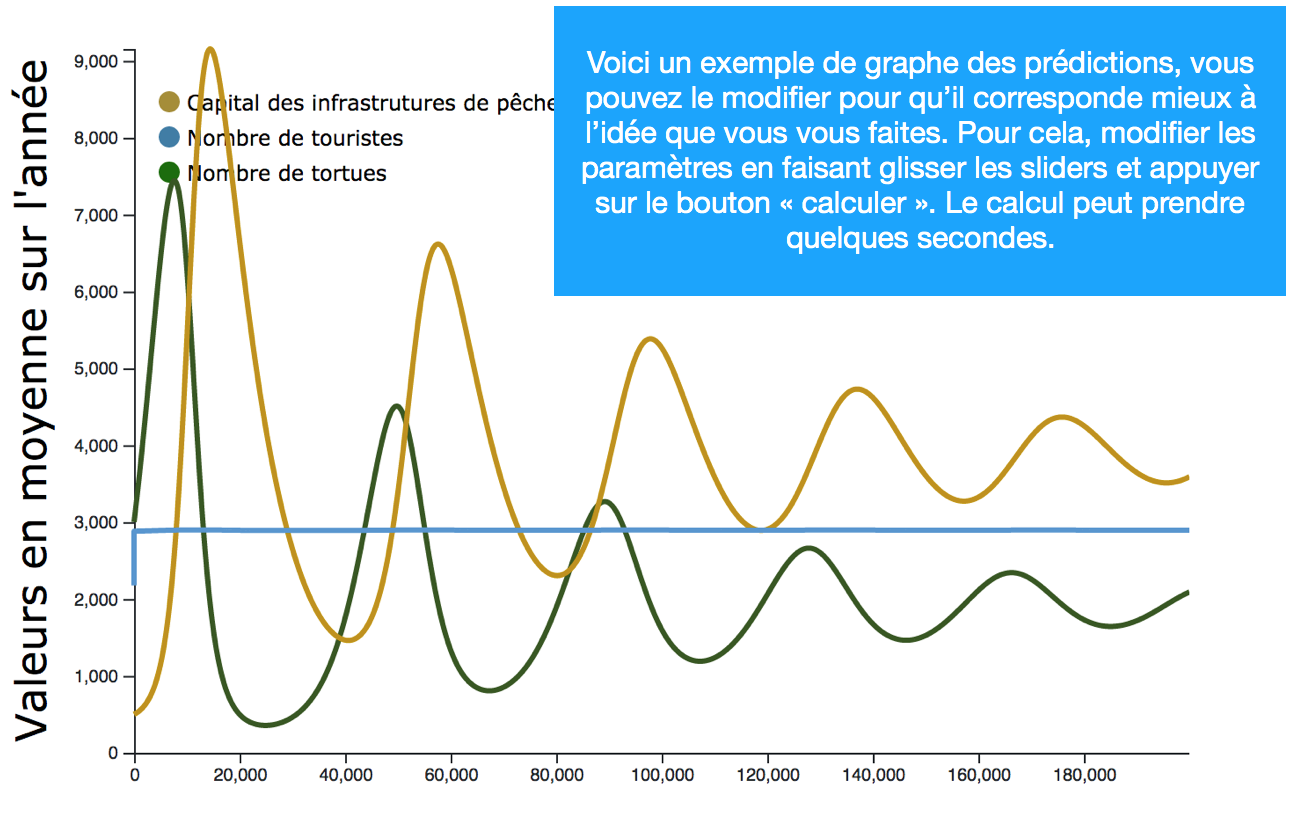 Voici un exemple de graphe des prédictions, vous
pouvez le modifier pour qu’il corresponde mieux à
l’idée que vous vous faites. Pour cela, modifier les
paramètres en faisant glisser les sliders et appuyer
sur le bouton « calculer ». Le calcul peut prendre
quelques secondes.
Valeurs en moyenne sur l'année
Capital des infrastrutures de pêche
Nombre de touristes
Nombre de tortues
9,000
8,000
7,000
6,000
5,000
4,000
3,000
2,000
1,000
0
0 20,000 40,000 60,000 80,000 100,000 120,000 140,000 160,000 180,000